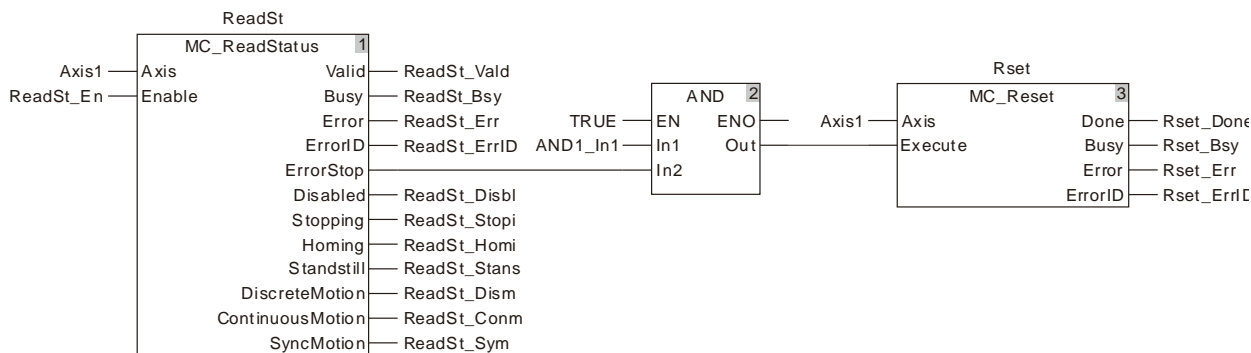 ReadSt
MC_ReadStatus 1
Axis1 Axis Valid ReadSt_Vald
ReadSt_En Enable Busy ReadSt_Bsy
Error ReadSt_Err
ErrorID ReadSt_ErrID
ErrorStop
Disabled ReadSt_Disbl
Stopping ReadSt_Stopi
Homing ReadSt_Homi
Standstill ReadSt_Stans
DiscreteMotion ReadSt_Dism
ContinuousMotion ReadSt_Conm
SyncMotion ReadSt_Sym
AND 2
TRUE EN ENO
AND1_In1 In1 Out
In2
Rset
MC_Reset 3
Axis1 Axis Done Rset_Done
Execute Busy Rset_Bsy
Error Rset_Err
ErrorID Rset_ErrID